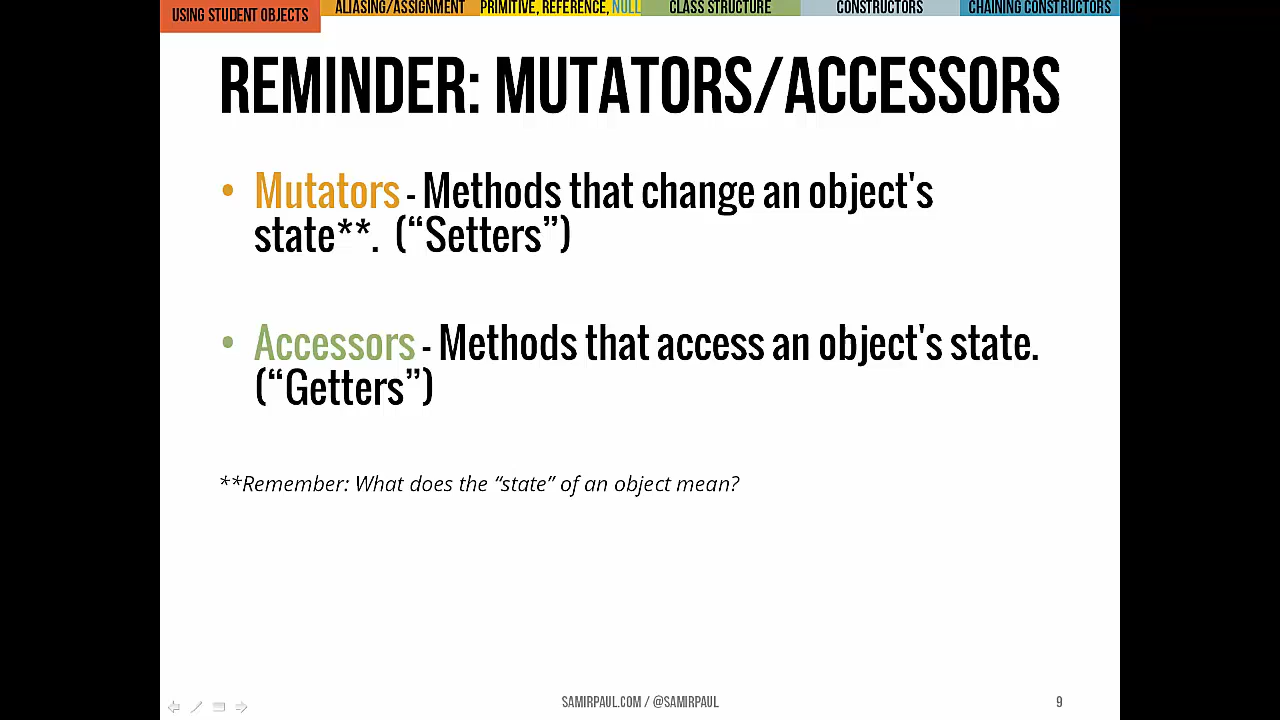 USING STUDENT OBJECTS
ALIASING/ASSIGNMENT
PRIMITIVE, REFERENCE, NULL
CLASS STRUCTURE
CONSTRUCTORS
CHAINING CONSTRUCTORS
REMINDER: MUTATORS/ACCESSORS
• Mutators - Methods that change an object's
state**. (“Setters”)
• Accessors - Methods that access an object's state.
(“Getters”)
**Remember: What does the “state” of an object mean?
SAMIRPAUL.COM / @SAMIRPAUL
9